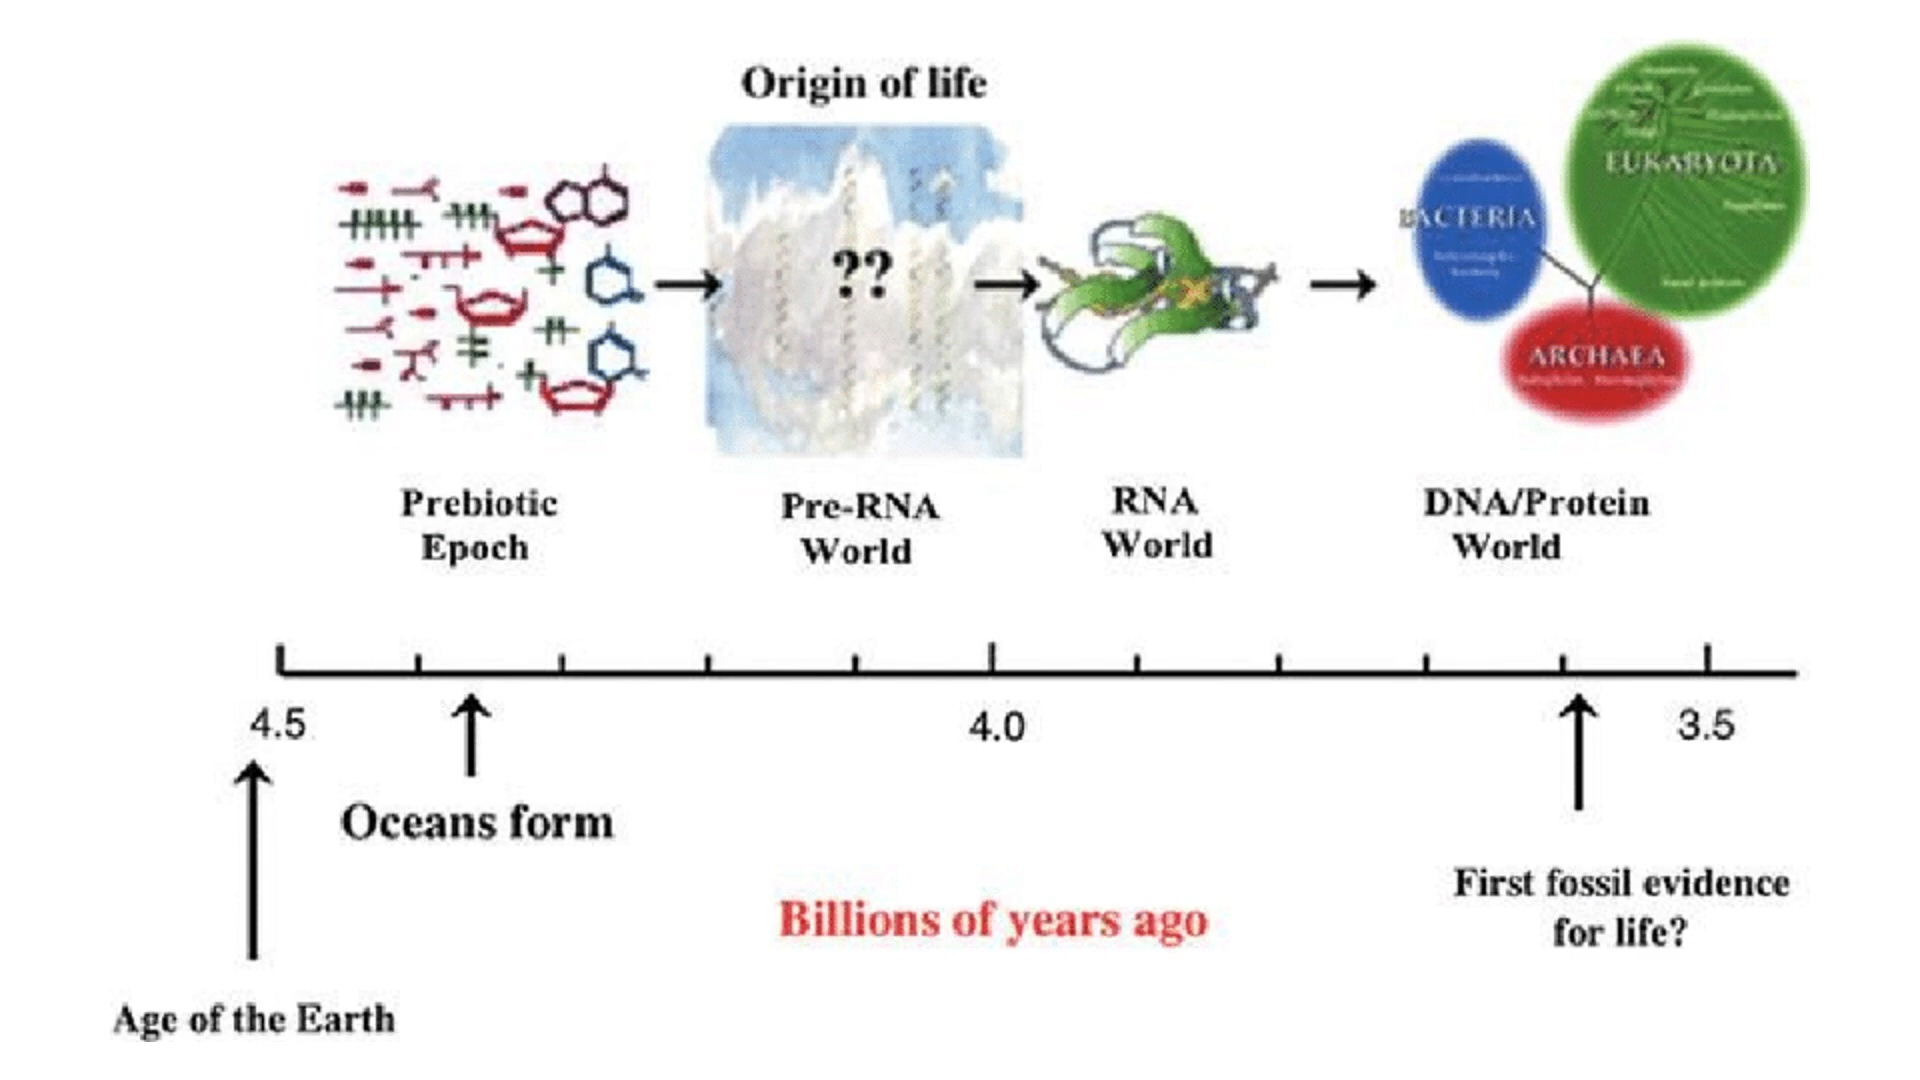 Origin of life
??
EUKARYOTA
BACTERIA
ARCHAEA
Prebiotic
Epoch
Pre-RNA
World
RNA
World
DNA/Protein
World
4.5
4.0
3.5
Oceans form
Billions of years ago
First fossil evidence
for life?
Age of the Earth